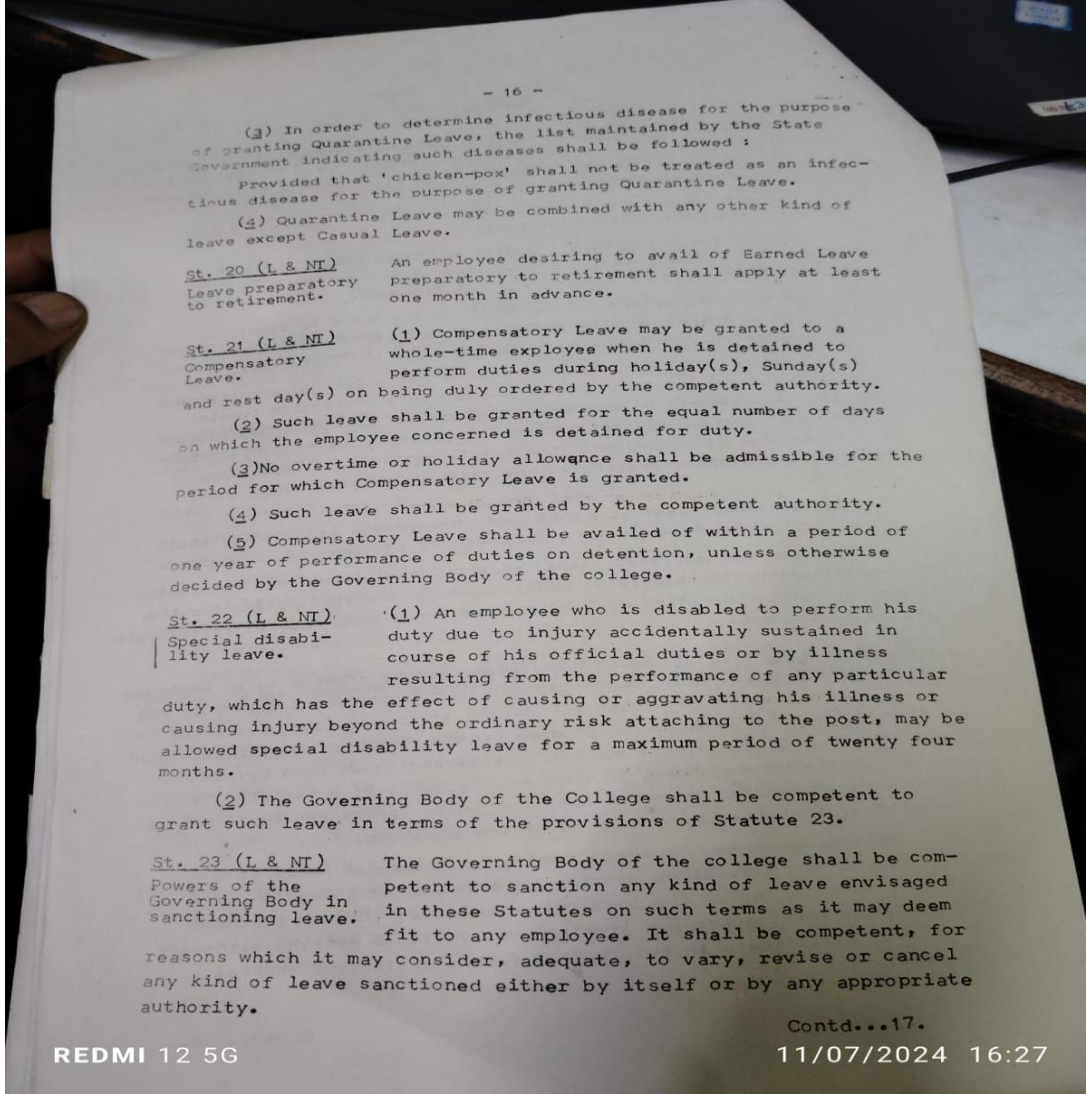 - 16 -
(3) In order to determine infectious disease for the purpose
of granting Quarantine Leave, the list maintained by the State
Government indicating such diseases shall be followed :
Provided that 'chicken-pox' shall not be treated as an infec-
tious disease for the purpose of granting Quarantine Leave.
(4) Quarantine Leave may be combined with any other kind of
leave except Casual Leave.
St. 20 (L & NT)
Leave preparatory
to retirement.
An employee desiring to avail of Earned Leave
preparatory to retirement shall apply at least
one month in advance.
St. 21 (L & NT)
Compensatory
Leave.
(1) Compensatory Leave may be granted to a
whole-time exployee when he is detained to
perform duties during holiday(s), Sunday(s)
and rest day(s) on being duly ordered by the competent authority.
(2) Such leave shall be granted for the equal number of days
on which the employee concerned is detained for duty.
(3)No overtime or holiday allowqnce shall be admissible for the
period for which Compensatory Leave is granted.
(4) Such leave shall be granted by the competent authority.
(5) Compensatory Leave shall be availed of within a period of
one year of performance of duties on detention, unless otherwise
decided by the Governing Body of the college.
St. 22 (L & NT)
Special disabi-
lity leave.
(1) An employee who is disabled to perform his
duty due to injury accidentally sustained in
course of his official duties or by illness
resulting from the performance of any particular
duty, which has the effect of causing or aggravating his illness or
causing injury beyond the ordinary risk attaching to the post, may be
allowed special disability leave for a maximum period of twenty four
months.
(2) The Governing Body of the College shall be competent to
grant such leave in terms of the provisions of Statute 23.
St. 23 (L & NT)
Powers of the
Governing Body in
sanctioning leave.
The Governing Body of the college shall be com-
petent to sanction any kind of leave envisaged
in these Statutes on such terms as it may deem
fit to any employee. It shall be competent, for
reasons which it may consider, adequate, to vary, revise or cancel
any kind of leave sanctioned either by itself or by any appropriate
authority.
Contd...17.
REDMI 12 5G
11/07/2024 16:27